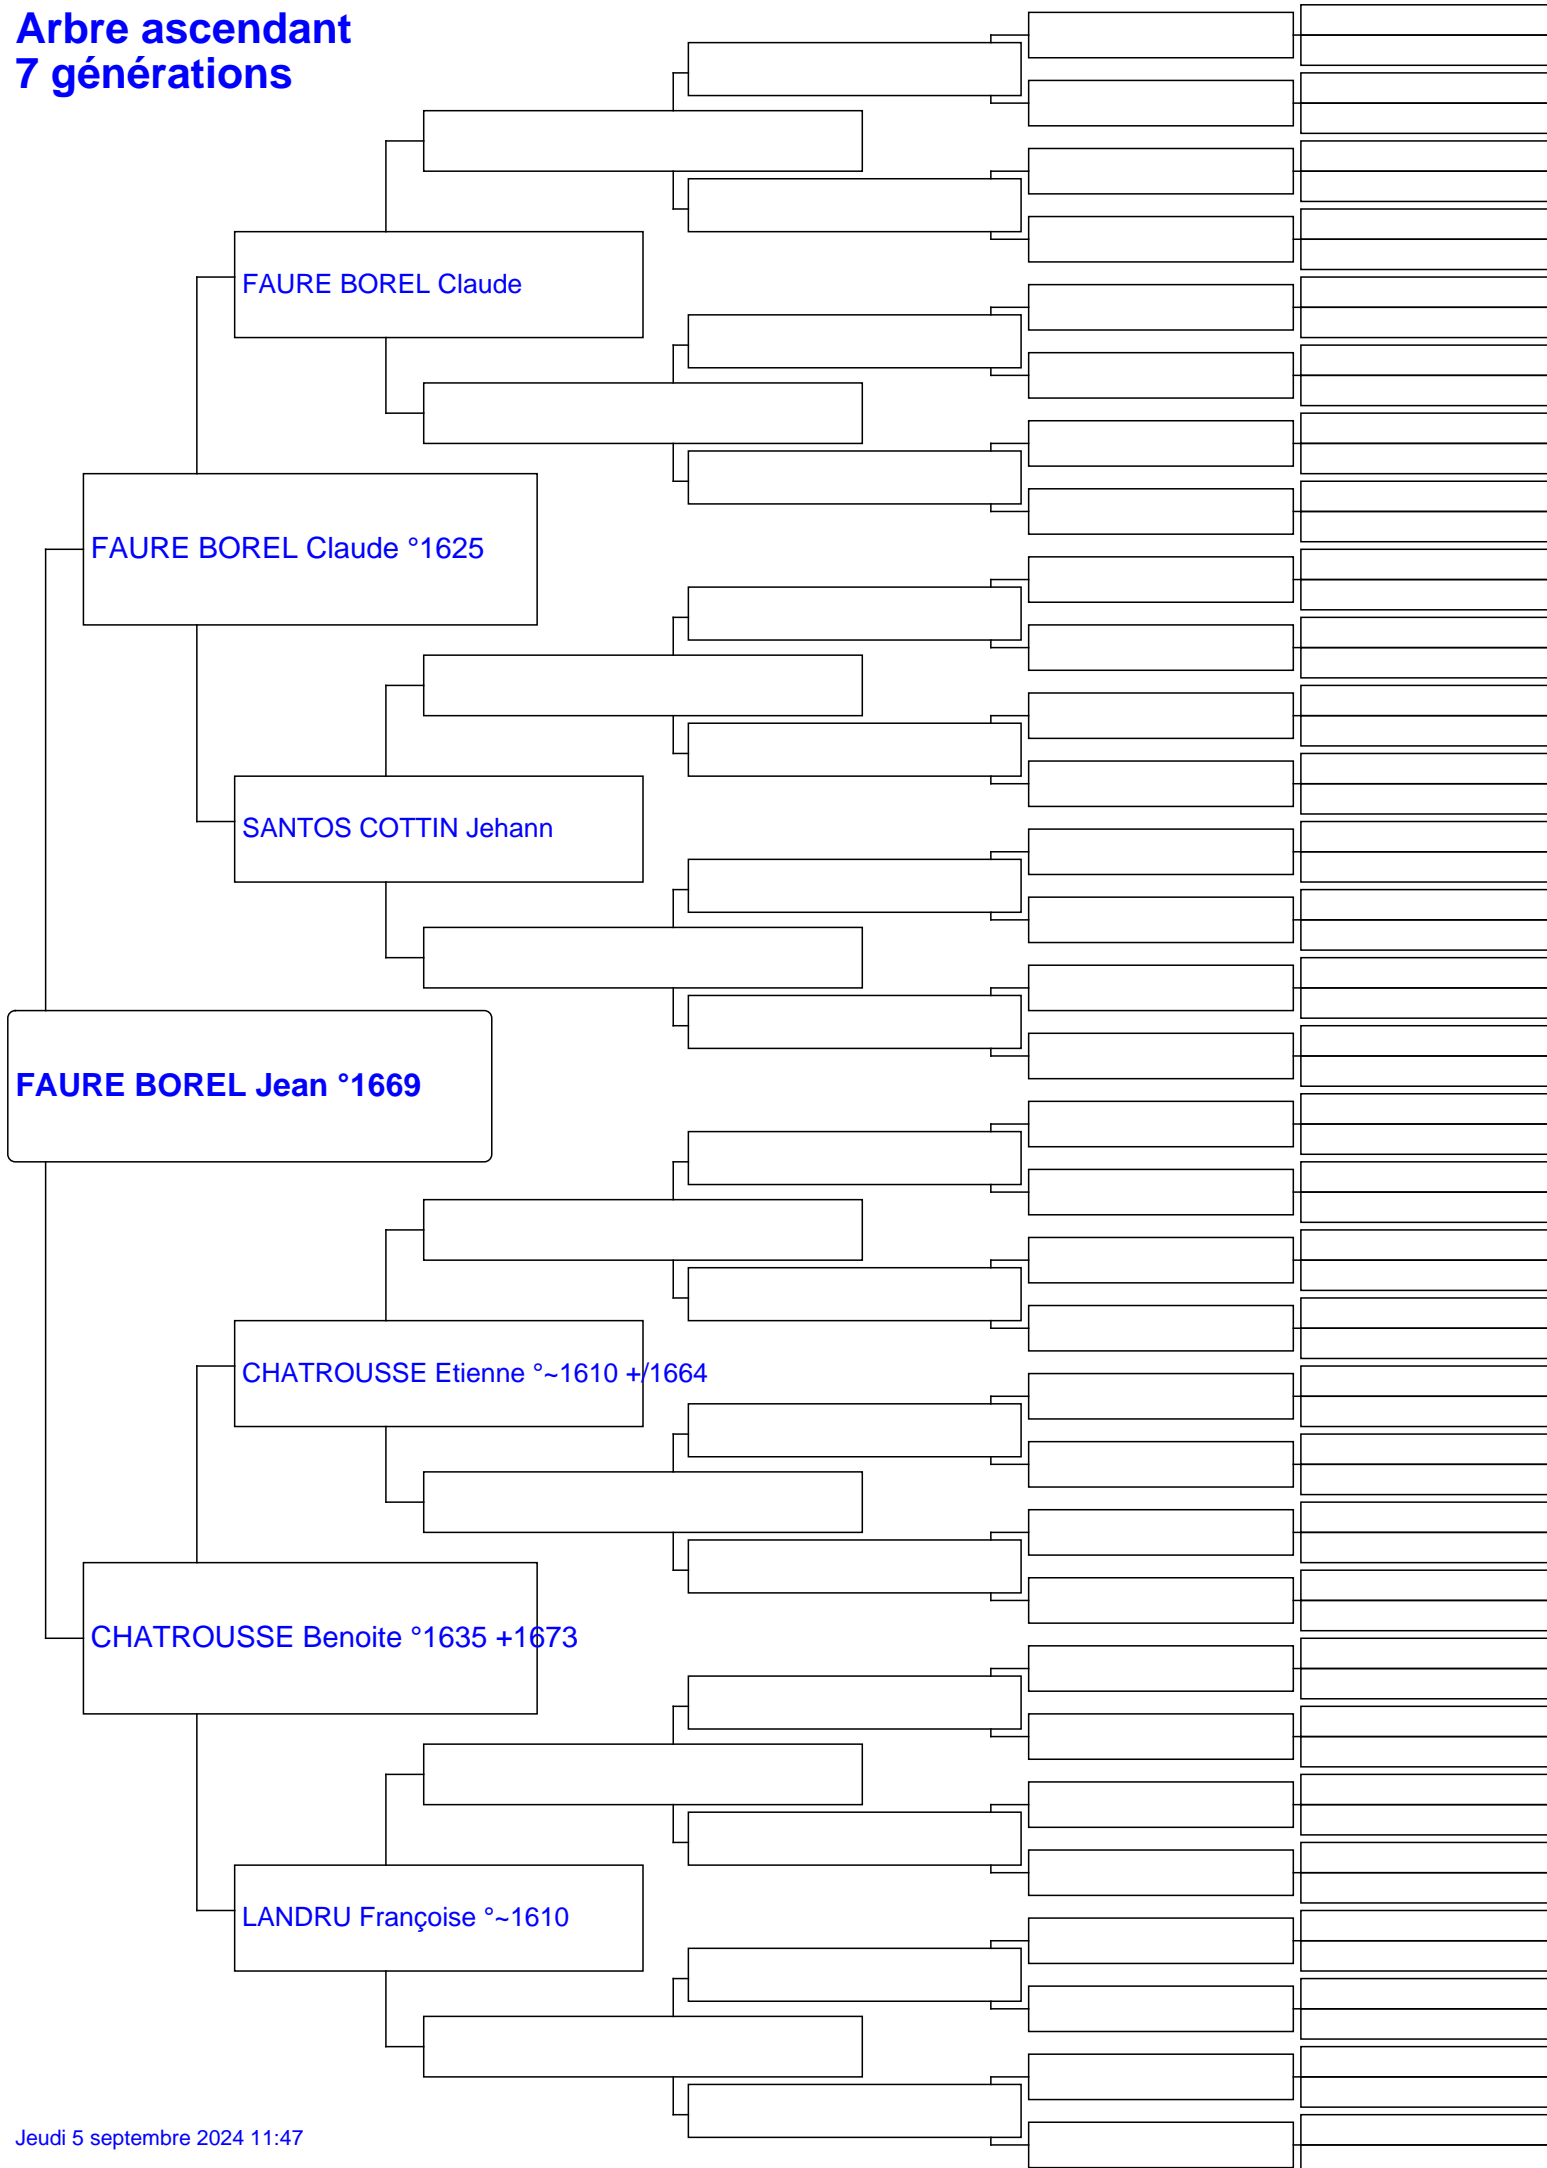 Arbre ascendant
7 générations
FAURE BOREL Claude
FAURE BOREL Claude °1625
SANTOS COTTIN Jehann
FAURE BOREL Jean °1669
CHATROUSSE Etienne °~1610 +/1664
CHATROUSSE Benoite °1635 +1673
LANDRU Françoise °~1610
Jeudi 5 septembre 2024 11:47